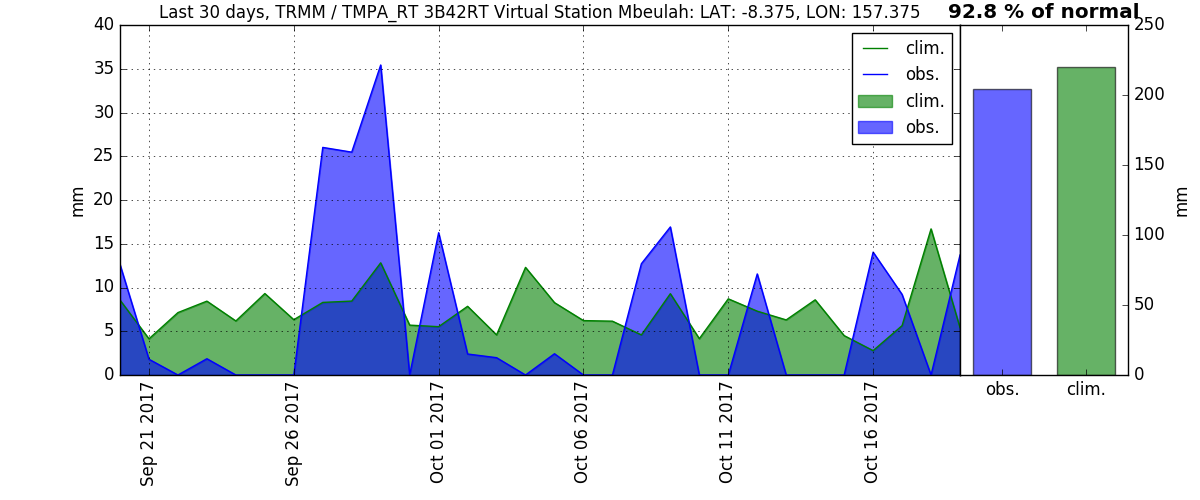 Last 30 days, TRMM / TMPA_RT 3B42RT Virtual Station Mbeulah: LAT: -8.375, LON: 157.375
92.8 % of normal
40
35
30
25
20
15
10
5
0
mm
clim.
obs.
clim.
obs.
250
200
150
100
50
0
mm
Sep 21 2017
Sep 26 2017
Oct 01 2017
Oct 06 2017
Oct 11 2017
Oct 16 2017
obs.
clim.